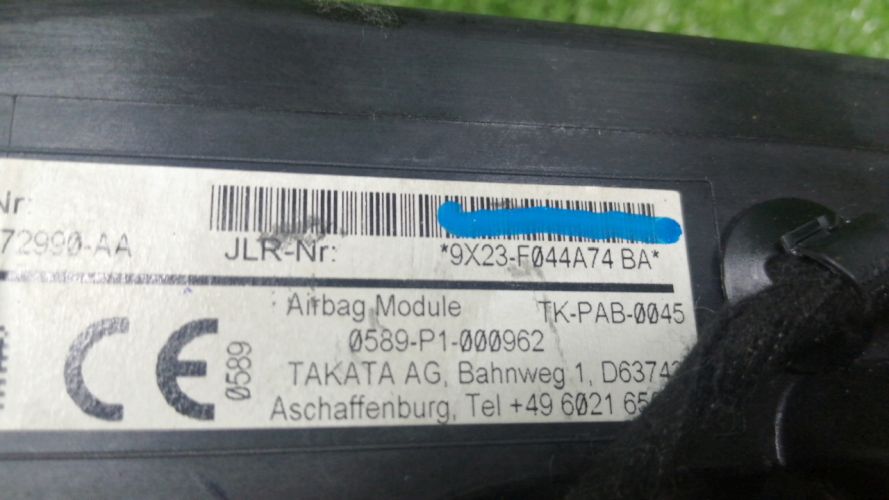 Nr:
72990-AA
JLR-Nr:
*9X23-F044A74 BA*
Airbag Module TK-PAB-0045
0589-P1-000962
TAKATA AG, Bahnweg 1, D6374
Aschaffenburg, Tel +49 6021 65
CE
0589